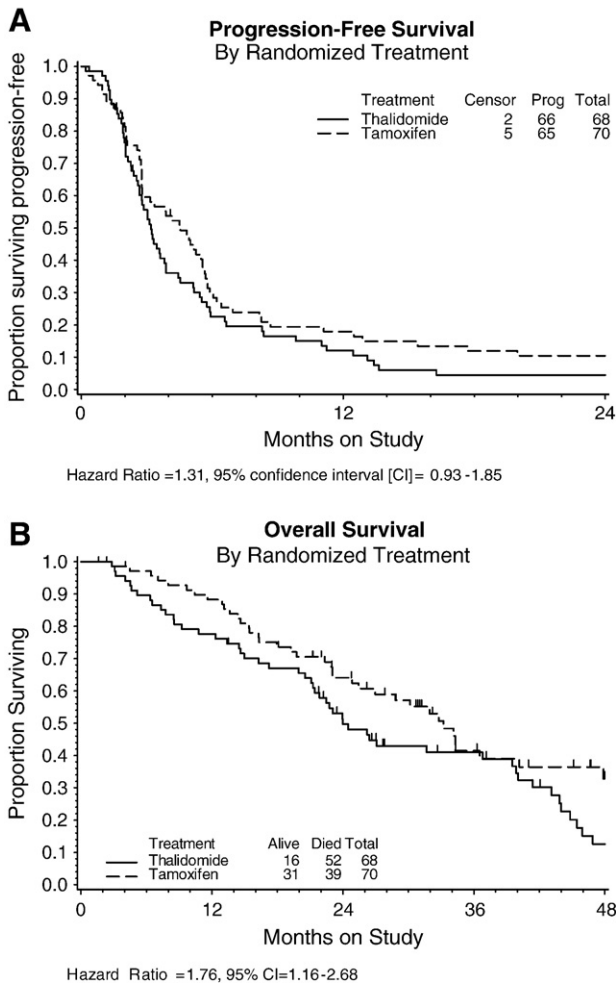 A
Progression-Free Survival
By Randomized Treatment
Proportion surviving progression-free
1.0
0.9
0.8
0.7
0.6
0.5
0.4
0.3
0.2
0.1
0.0
Treatment Censor Prog Total
Thalidomide 2 66 68
Tamoxifen 5 65 70
0 12 24
Months on Study
Hazard Ratio =1.31, 95% confidence interval [CI]= 0.93 -1.85
B
Overall Survival
By Randomized Treatment
Proportion Surviving
1.0
0.9
0.8
0.7
0.6
0.5
0.4
0.3
0.2
0.1
0.0
Treatment Alive Died Total
Thalidomide 16 52 68
Tamoxifen 31 39 70
0 12 24 36 48
Months on Study
Hazard Ratio =1.76, 95% CI=1.16-2.68